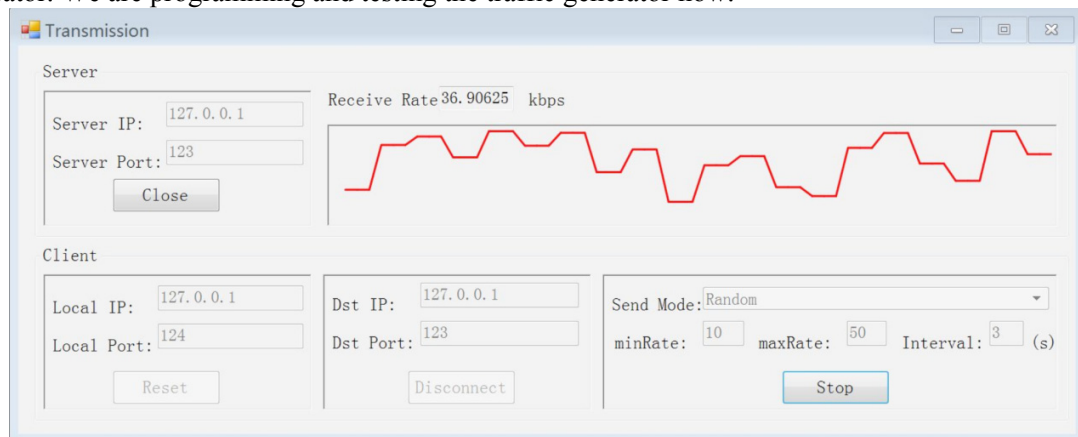 Transmission
Server
Server IP: 127.0.0.1
Server Port: 123
Close
Receive Rate 36.90625 kbps
Client
Local IP: 127.0.0.1
Local Port: 124
Reset
Dst IP: 127.0.0.1
Dst Port: 123
Disconnect
Send Mode: Random
minRate: 10 maxRate: 50 Interval: 3 (s)
Stop